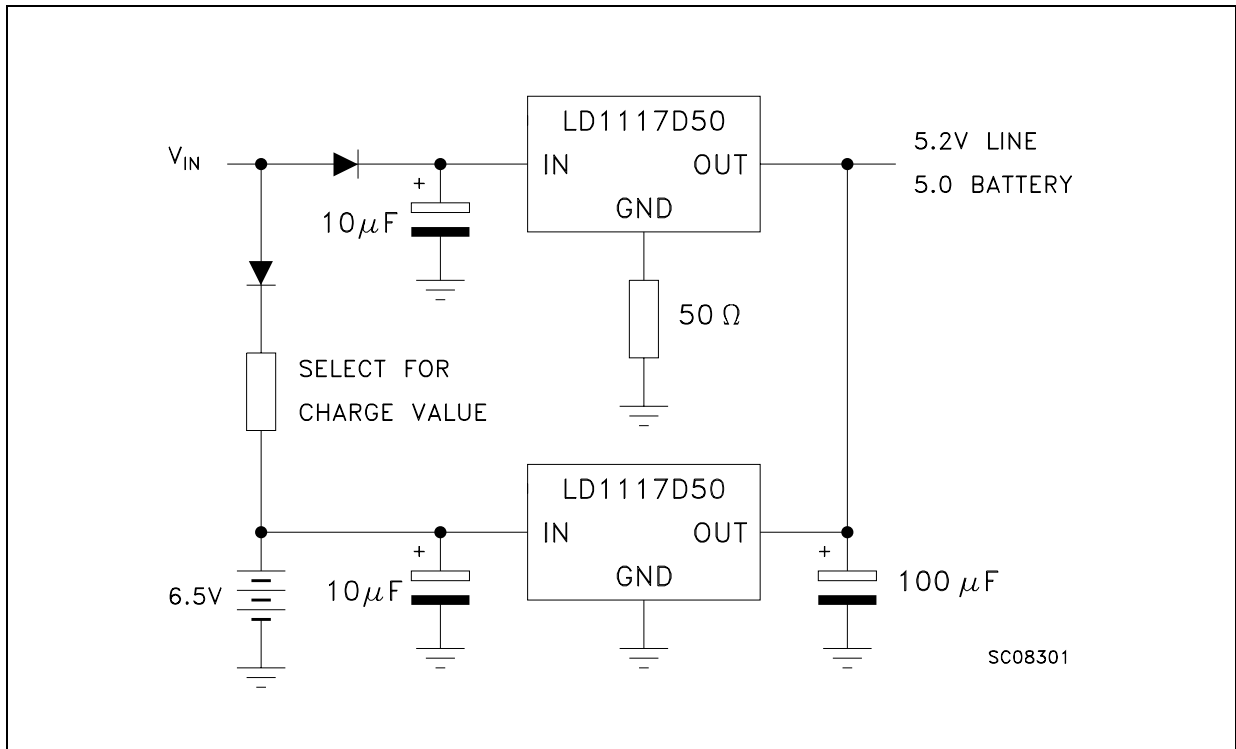 LD1117D50
V_IN
IN
OUT
5.2V LINE
5.0 BATTERY
+
10μF
GND
50 Ω
SELECT FOR
CHARGE VALUE
LD1117D50
IN
OUT
+
+
6.5V
10μF
GND
100 μF
SC08301